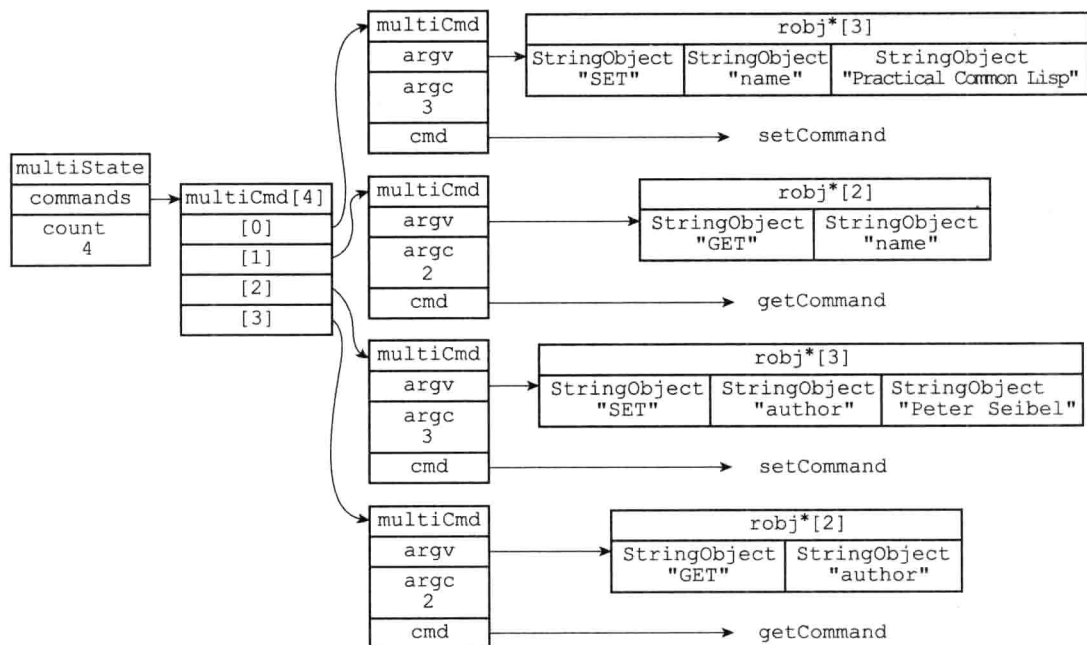 multiState
commands
count
4
multiCmd[4]
[0]
[1]
[2]
[3]
multiCmd
argv
argc
3
cmd
robj*[3]
StringObject
"SET"
StringObject
"name"
StringObject
"Practical Common Lisp"
setCommand
multiCmd
argv
argc
2
cmd
robj*[2]
StringObject
"GET"
StringObject
"name"
getCommand
multiCmd
argv
argc
3
cmd
robj*[3]
StringObject
"SET"
StringObject
"author"
StringObject
"Peter Seibel"
setCommand
multiCmd
argv
argc
2
cmd
robj*[2]
StringObject
"GET"
StringObject
"author"
getCommand